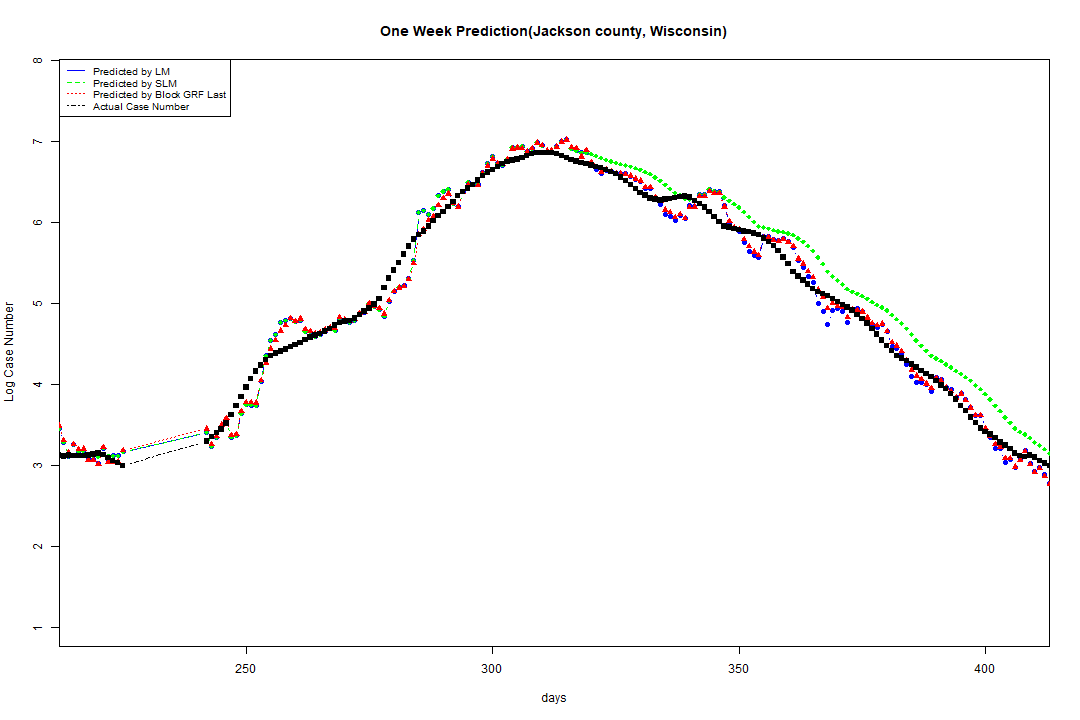 One Week Prediction(Jackson county, Wisconsin)
Predicted by LM
Predicted by SLM
Predicted by Block GRF Last
Actual Case Number
8
7
6
5
4
3
2
1
Log Case Number
250 300 350 400
days